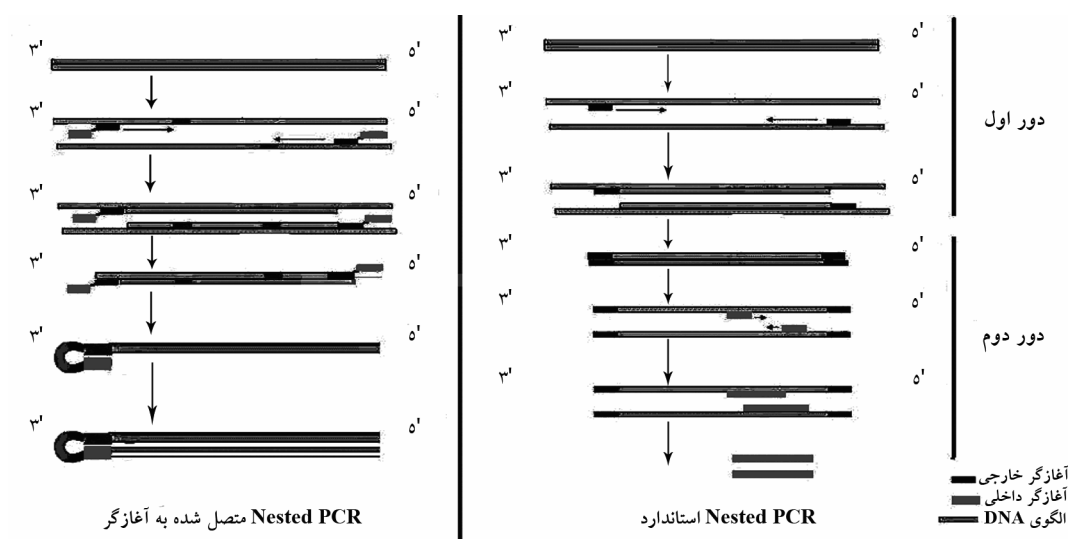 ۳' ۵' ۳' ۵'
۳' ۵' ۳' ۵'
دور اول
۳' ۵' ۳' ۵'
۳' ۵' ۳' ۵'
۳' ۵' ۳' ۵'
دور دوم
۳' ۵' ۳' ۵'
آغازگر خارجی
آغازگر داخلی
الگوی DNA
Nested PCR استاندارد
Nested PCR متصل شده به آغازگر